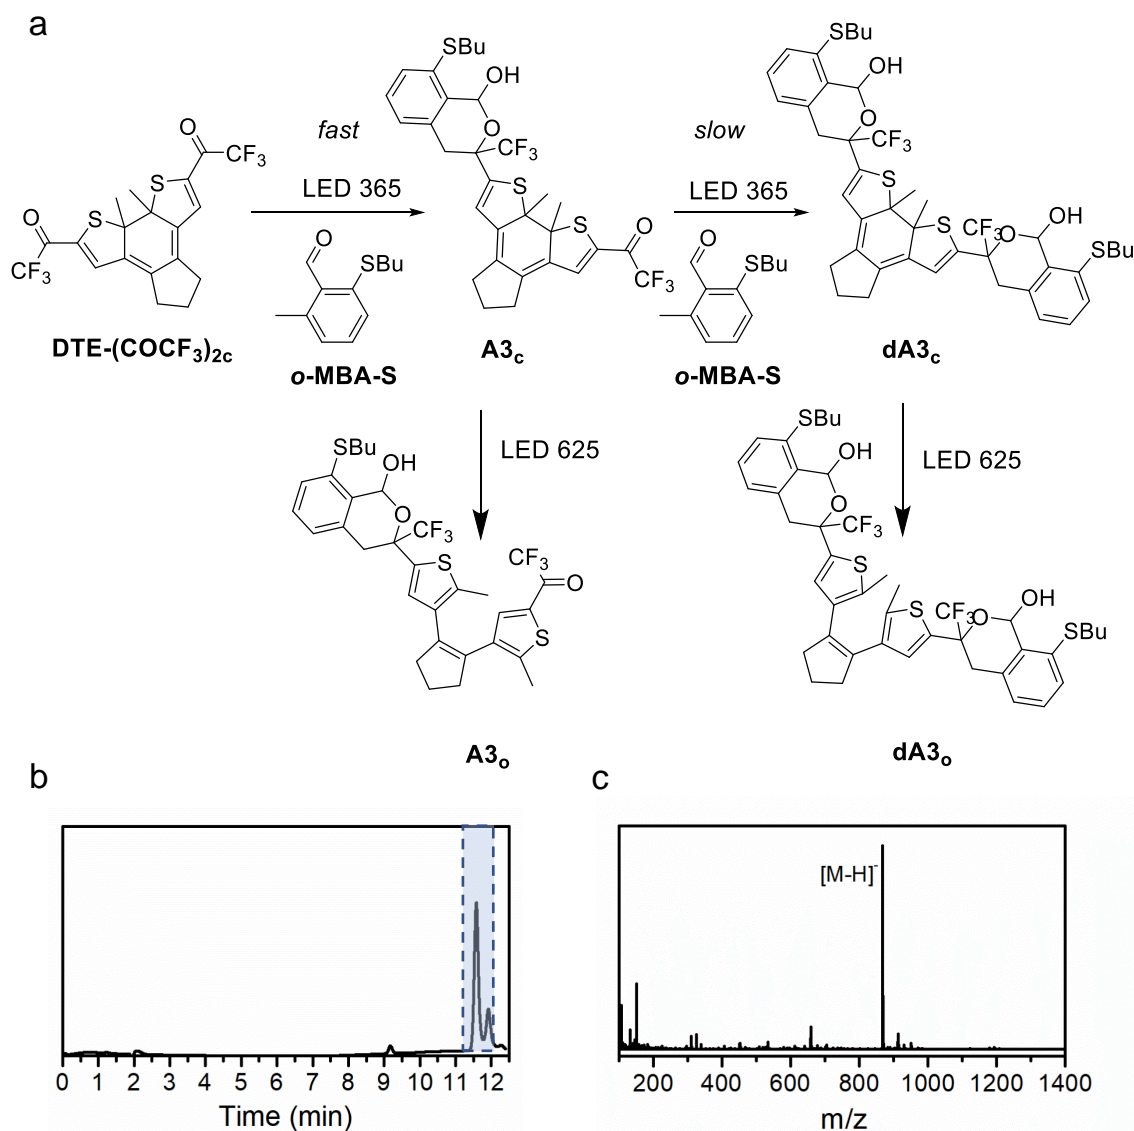 a
SBu
OH
O
CF3
S
S
O
CF3
A3c
O
CF3
S
S
O
CF3
DTE-(COCF3)2c
fast
LED 365
O
SBu
o-MBA-S
slow
LED 365
O
SBu
o-MBA-S
SBu
OH
O
CF3
S
S
CF3
O
OH
SBu
dA3c
LED 625
LED 625
SBu
OH
O
CF3
S
CF3
O
S
A3o
SBu
OH
O
CF3
S
S
CF3
O
OH
SBu
dA3o
b
0 1 2 3 4 5 6 7 8 9 10 11 12
Time (min)
c
[M-H]-
200 400 600 800 1000 1200 1400
m/z